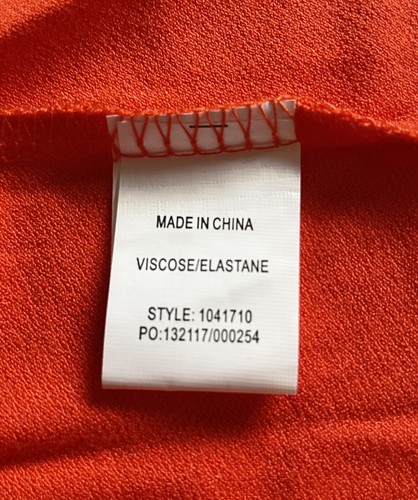 MADE IN CHINA
VISCOSE/ELASTANE
STYLE: 1041710
PO:132117/000254